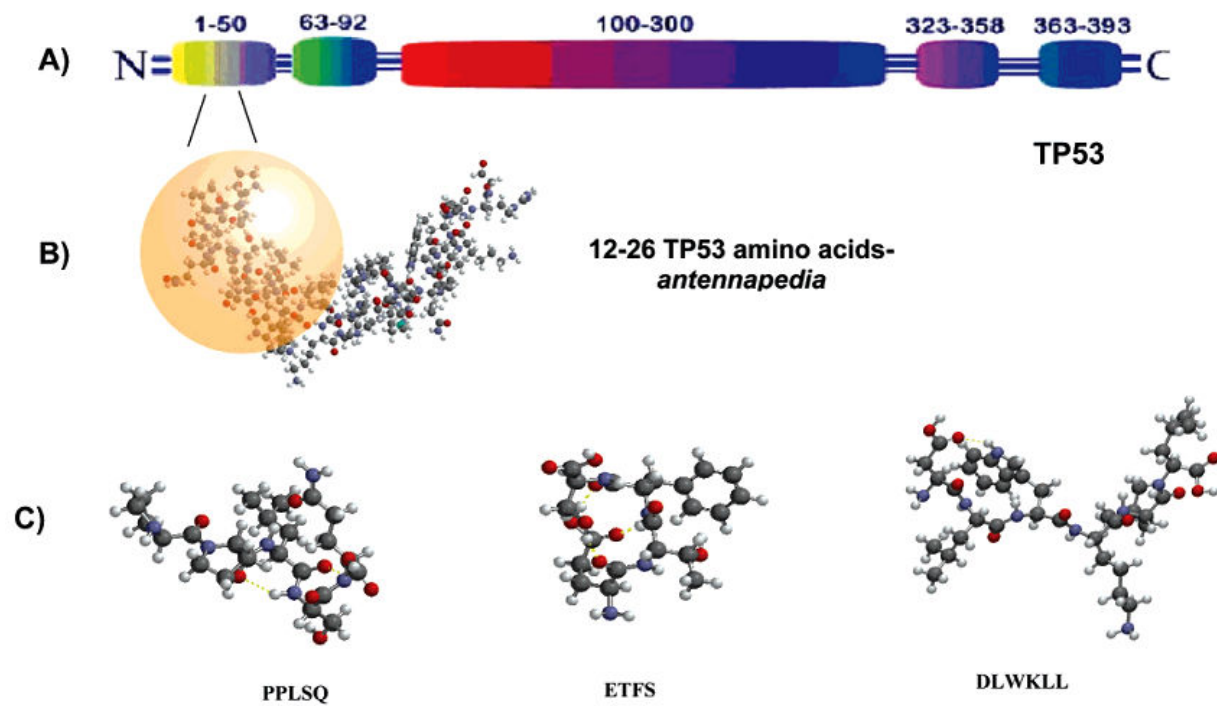 1-50 63-92 100-300 323-358 363-393
A) N C
TP53
B) 12-26 TP53 amino acids-
antennapedia
C)
PPLSQ ETFS DLWKLL